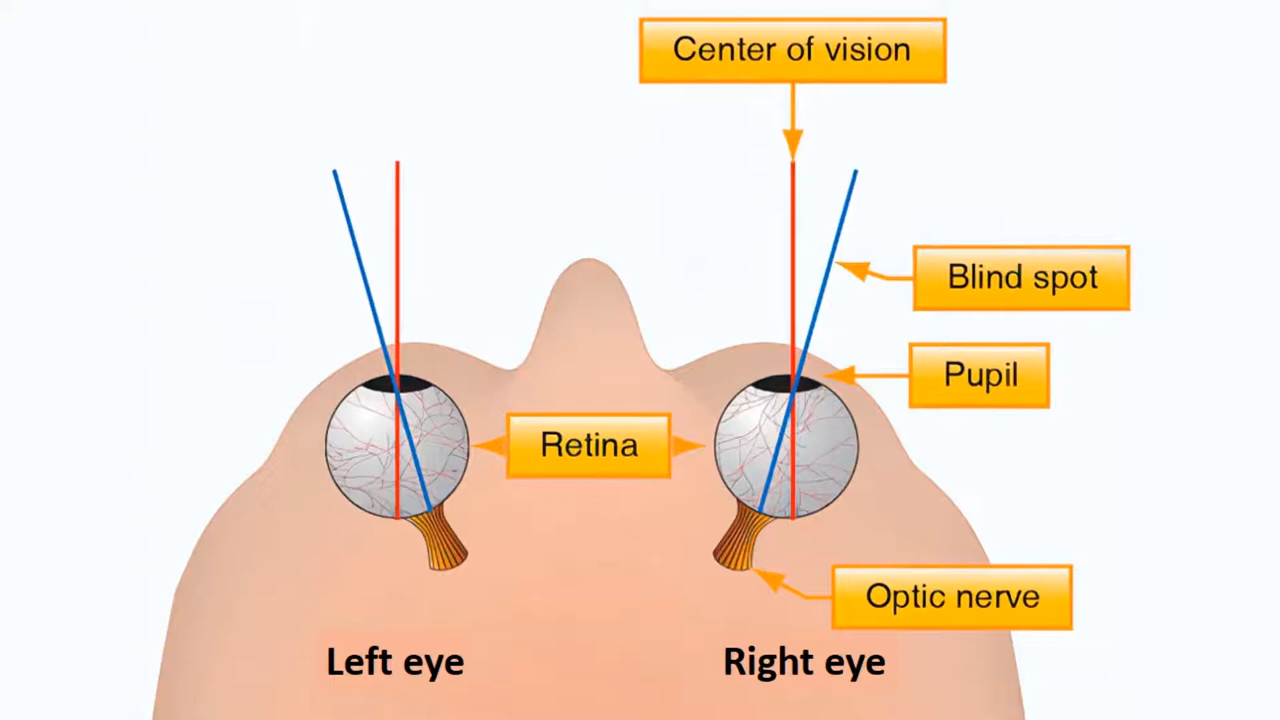 Center of vision
Blind spot
Pupil
Retina
Optic nerve
Left eye
Right eye